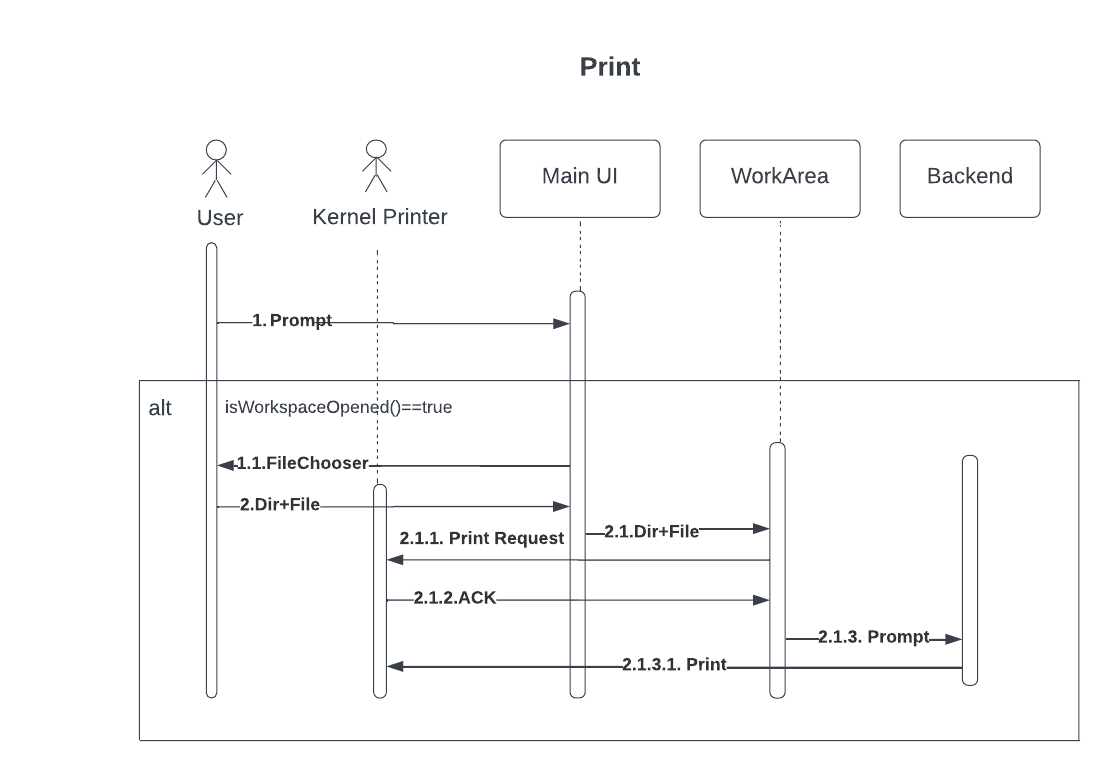 Print
User
Kernel Printer
Main UI
WorkArea
Backend
1. Prompt
alt
isWorkspaceOpened()==true
1.1.FileChooser
2.Dir+File
2.1.Dir+File
2.1.1. Print Request
2.1.2.ACK
2.1.3. Prompt
2.1.3.1. Print